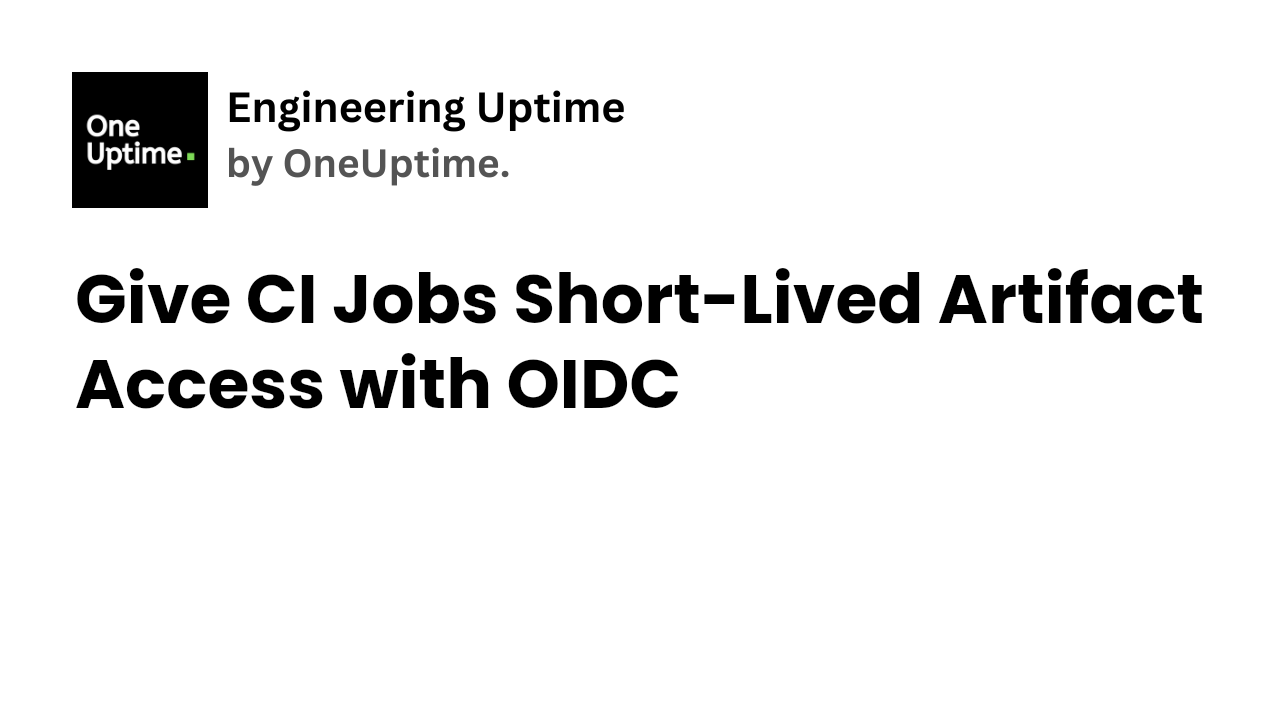 One
Uptime.
Engineering Uptime
by OneUptime.
Give CI Jobs Short-Lived Artifact
Access with OIDC